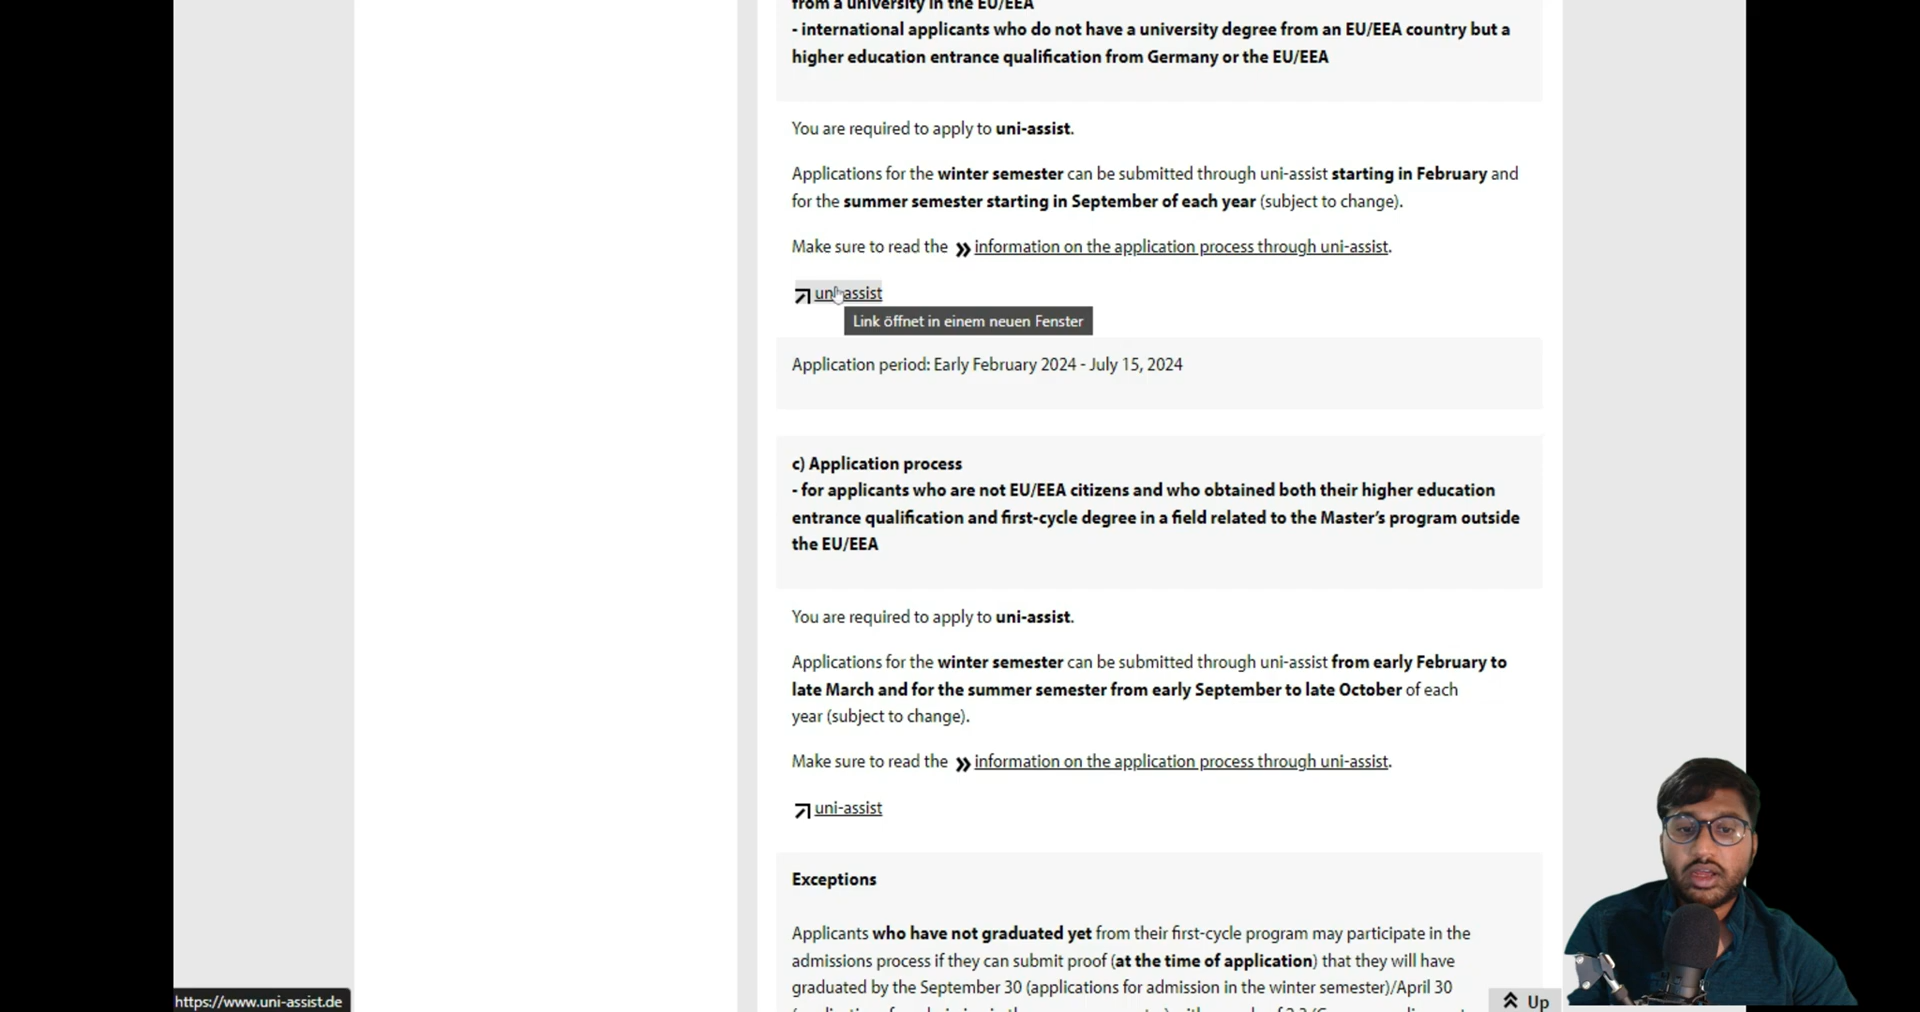 from a university in the EU/EEA
- international applicants who do not have a university degree from an EU/EEA country but a
higher education entrance qualification from Germany or the EU/EEA
You are required to apply to uni-assist.
Applications for the winter semester can be submitted through uni-assist starting in February and
for the summer semester starting in September of each year (subject to change).
Make sure to read the » information on the application process through uni-assist.
uni-assist
Link öffnet in einem neuen Fenster
Application period: Early February 2024 - July 15, 2024
c) Application process
- for applicants who are not EU/EEA citizens and who obtained both their higher education
entrance qualification and first-cycle degree in a field related to the Master’s program outside
the EU/EEA
You are required to apply to uni-assist.
Applications for the winter semester can be submitted through uni-assist from early February to
late March and for the summer semester from early September to late October of each
year (subject to change).
Make sure to read the » information on the application process through uni-assist.
uni-assist
Exceptions
Applicants who have not graduated yet from their first-cycle program may participate in the
admissions process if they can submit proof (at the time of application) that they will have
graduated by the September 30 (applications for admission in the winter semester)/April 30
https://www.uni-assist.de
Up